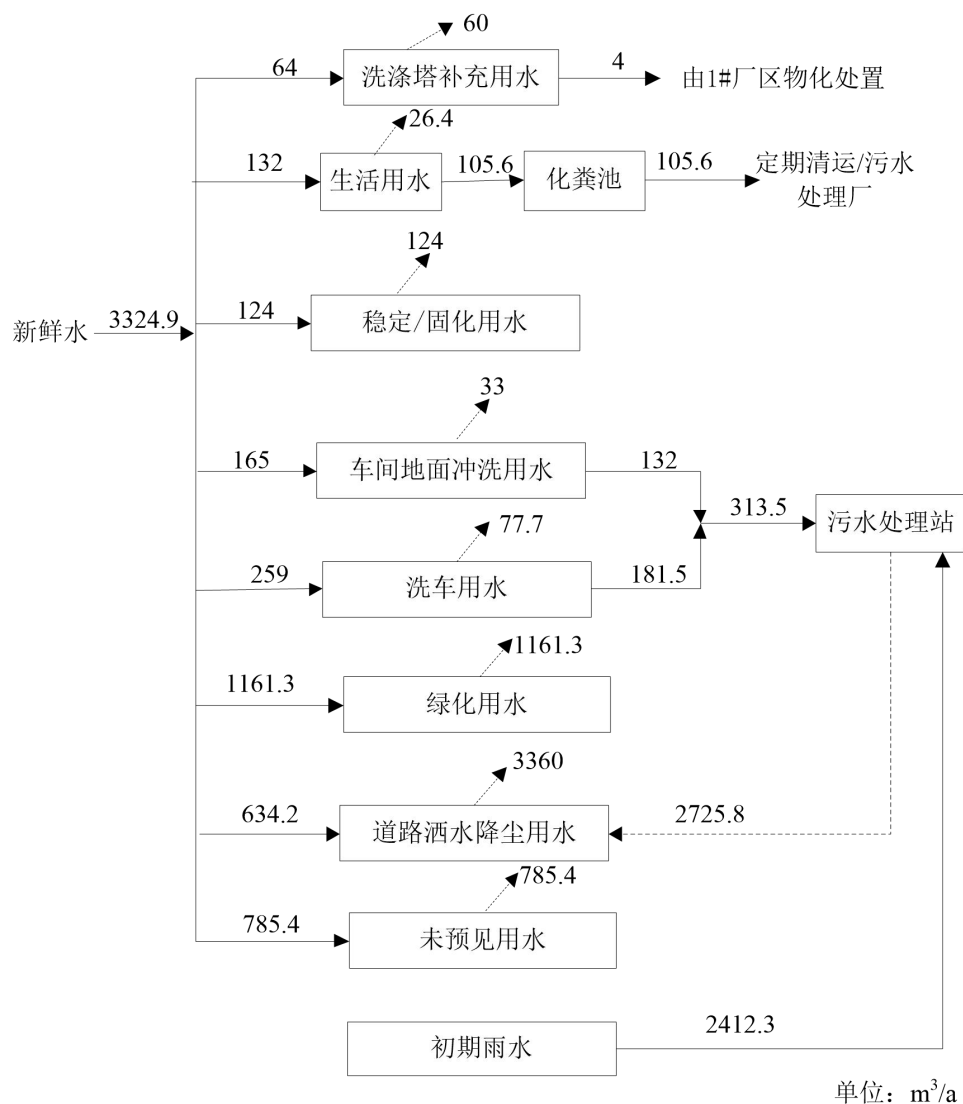 60
64
洗涤塔补充用水
4
由1#厂区物化处置
26.4
132
生活用水
105.6
化粪池
105.6
定期清运/污水
处理厂
124
新鲜水
3324.9
124
稳定/固化用水
33
165
车间地面冲洗用水
132
313.5
污水处理站
77.7
259
洗车用水
181.5
1161.3
1161.3
绿化用水
3360
634.2
道路洒水降尘用水
2725.8
785.4
785.4
未预见用水
初期雨水
2412.3
单位：m³/a